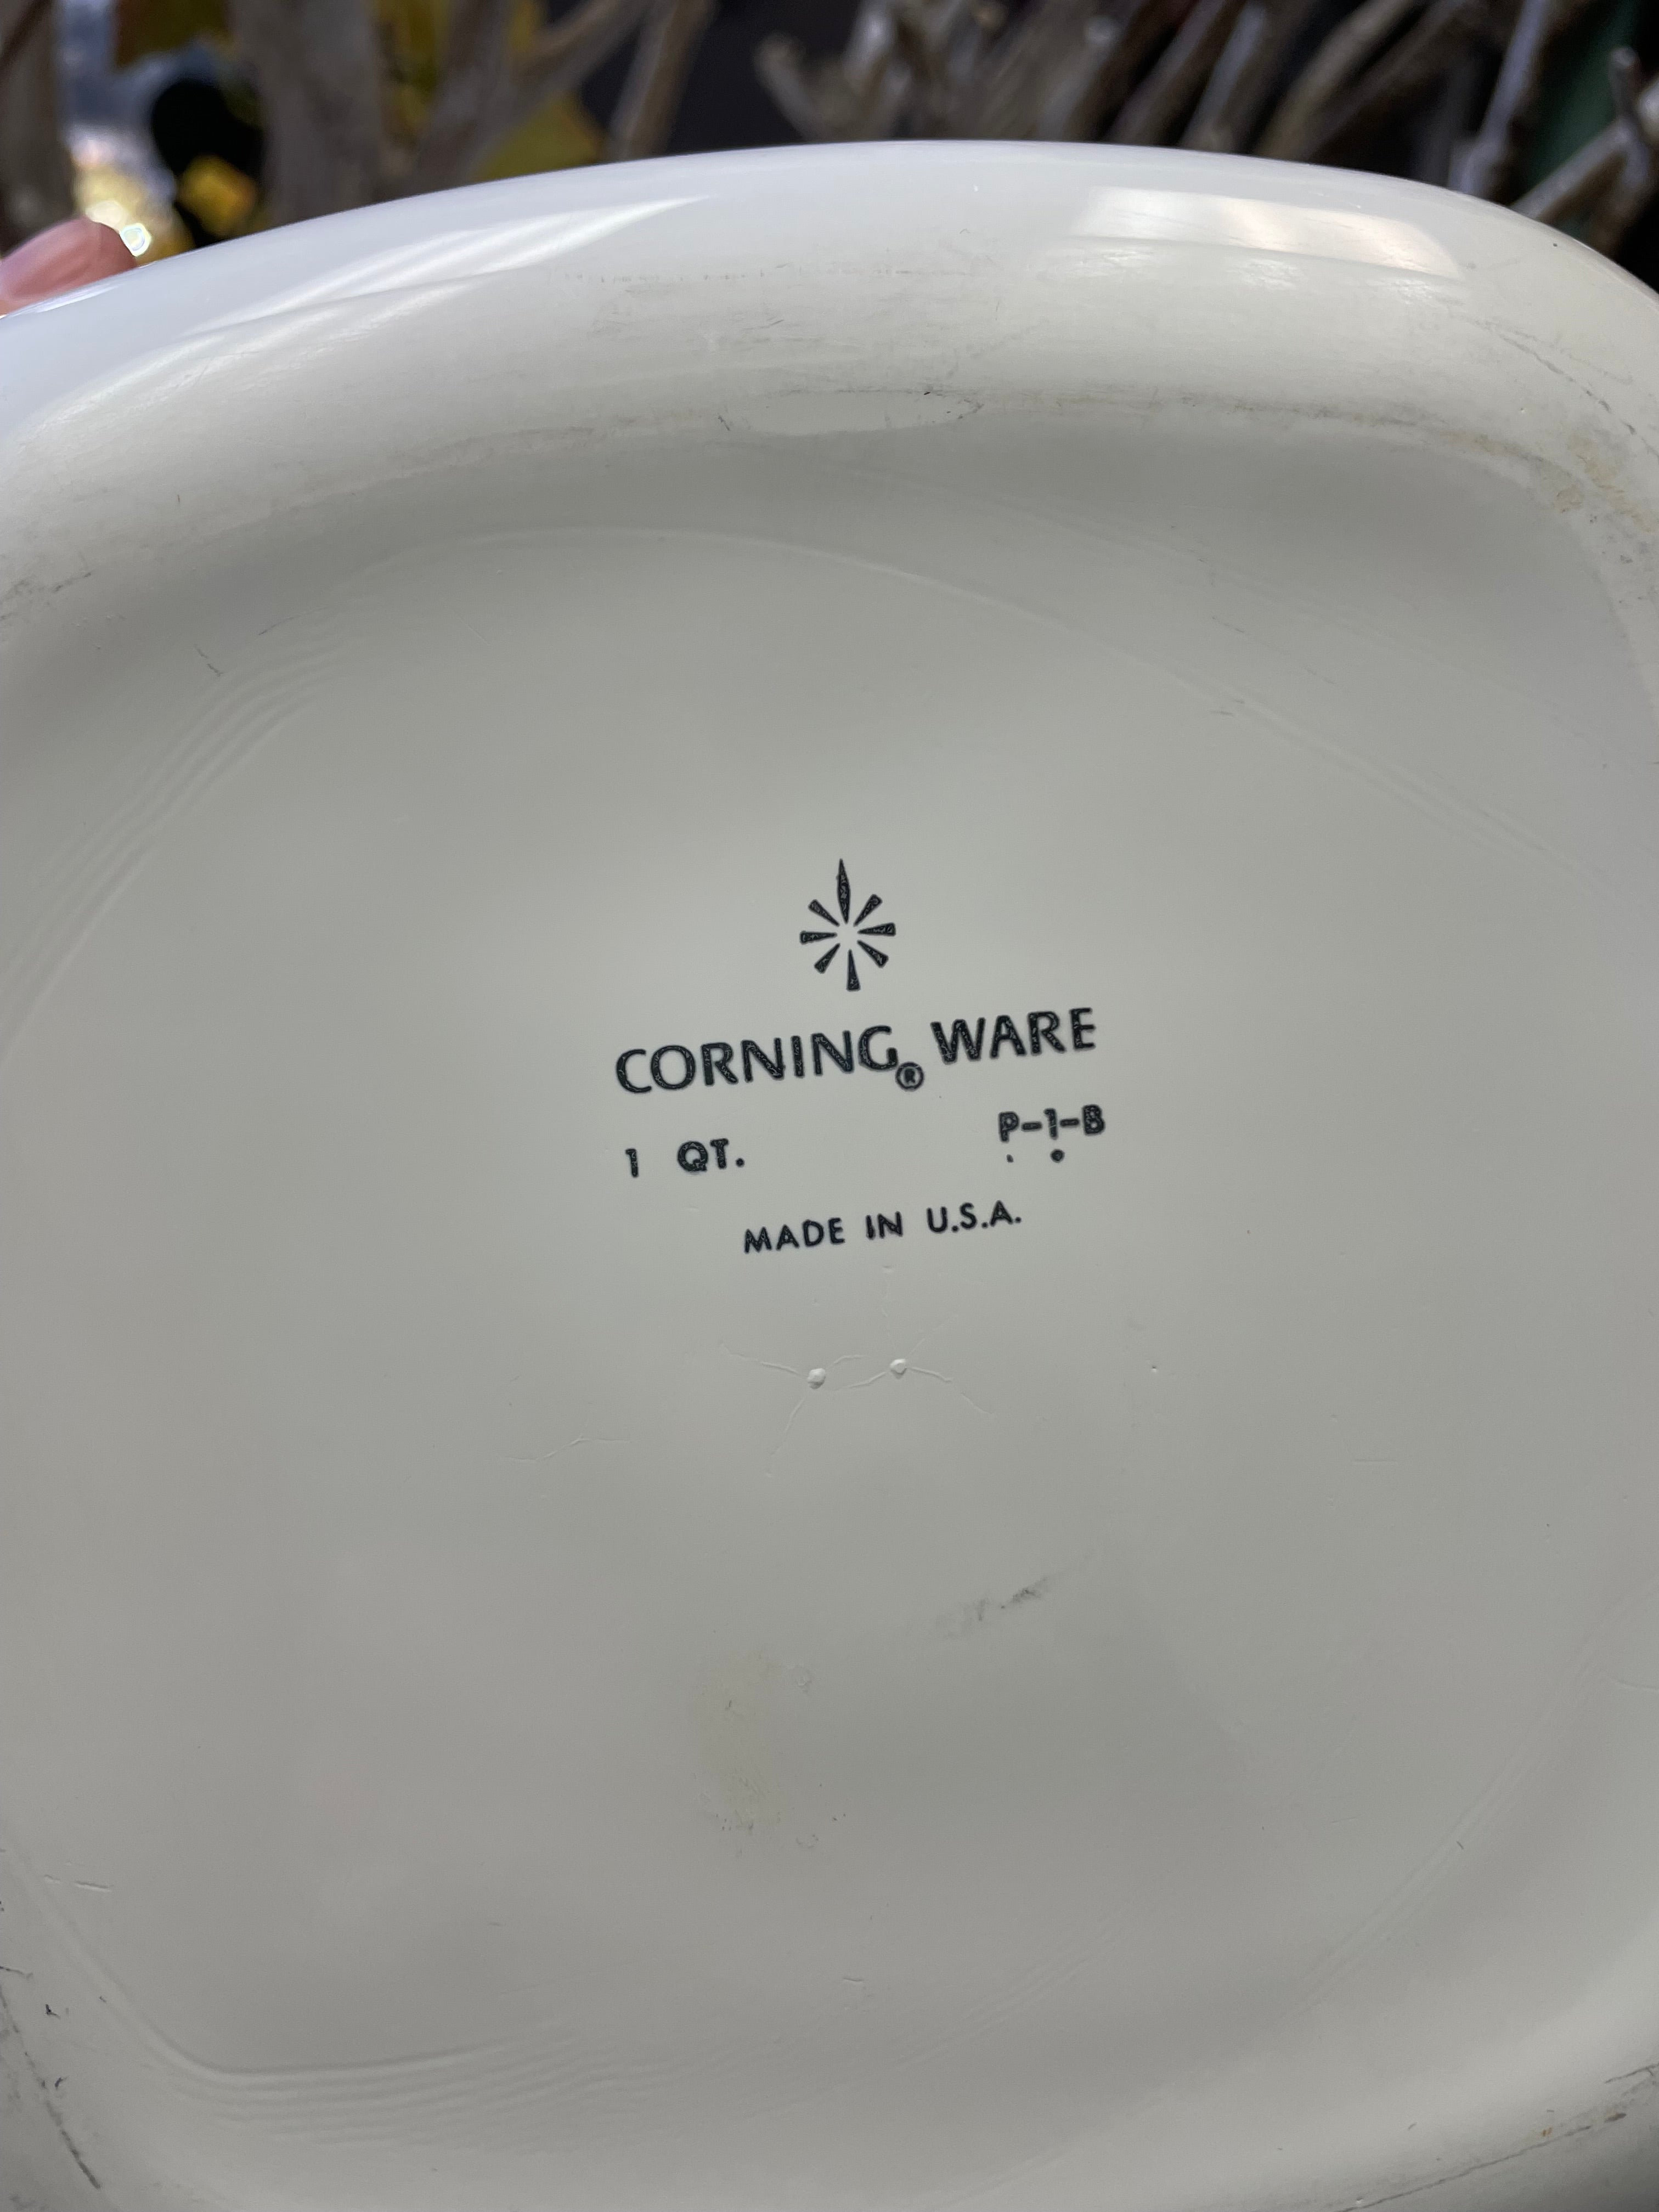 CORNING® WARE
1 QT. P-1-B
MADE IN U.S.A.